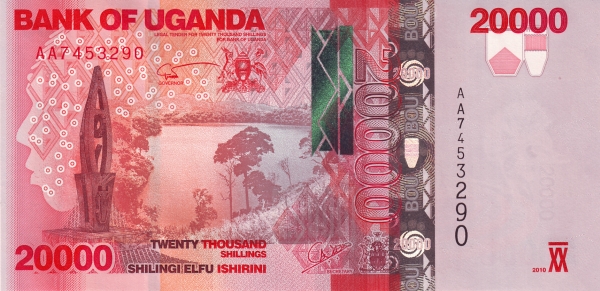 BANK OF UGANDA
20000
LEGAL TENDER FOR TWENTY THOUSAND SHILLINGS
FOR BANK OF UGANDA
AA7453290
GOVERNOR
BOU
20000
BOU
BOU
AA7453290
20000
TWENTY THOUSAND
SHILLINGS
SHILINGI ELFU ISHIRINI
SECRETARY
2010